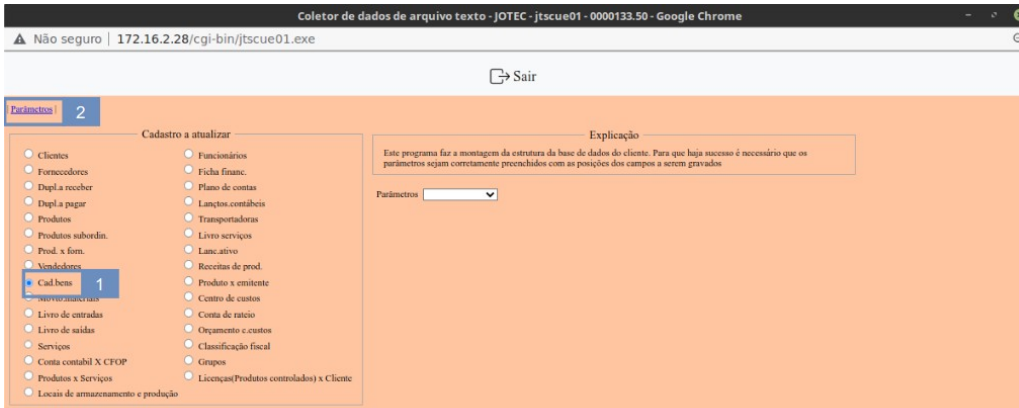 Coletor de dados de arquivo texto - JOTEC - jtscue01 - 0000133.50 - Google Chrome
Não seguro | 172.16.2.28/cgi-bin/jtscue01.exe
Sair
| Parâmetros |
2
Cadastro a atualizar
Clientes
Fornecedores
Dupl.a receber
Dupl.a pagar
Produtos
Produtos subordin.
Prod. x forn.
Vendedores
Cad.bens
1
Movto.materiais
Livro de entradas
Livro de saídas
Serviços
Conta contabil X CFOP
Produtos x Serviços
Locais de armazenamento e produção
Funcionários
Ficha financ.
Plano de contas
Lançtos.contábeis
Transportadoras
Livro serviços
Lanc.ativo
Receitas de prod.
Produto x emitente
Centro de custos
Conta de rateio
Orçamento c.custos
Classificação fiscal
Grupos
Licenças(Produtos controlados) x Cliente
Explicação
Este programa faz a montagem da estrutura da base de dados do cliente. Para que haja sucesso é necessário que os
parâmetros sejam corretamente preenchidos com as posições dos campos a serem gravados
Parâmetros